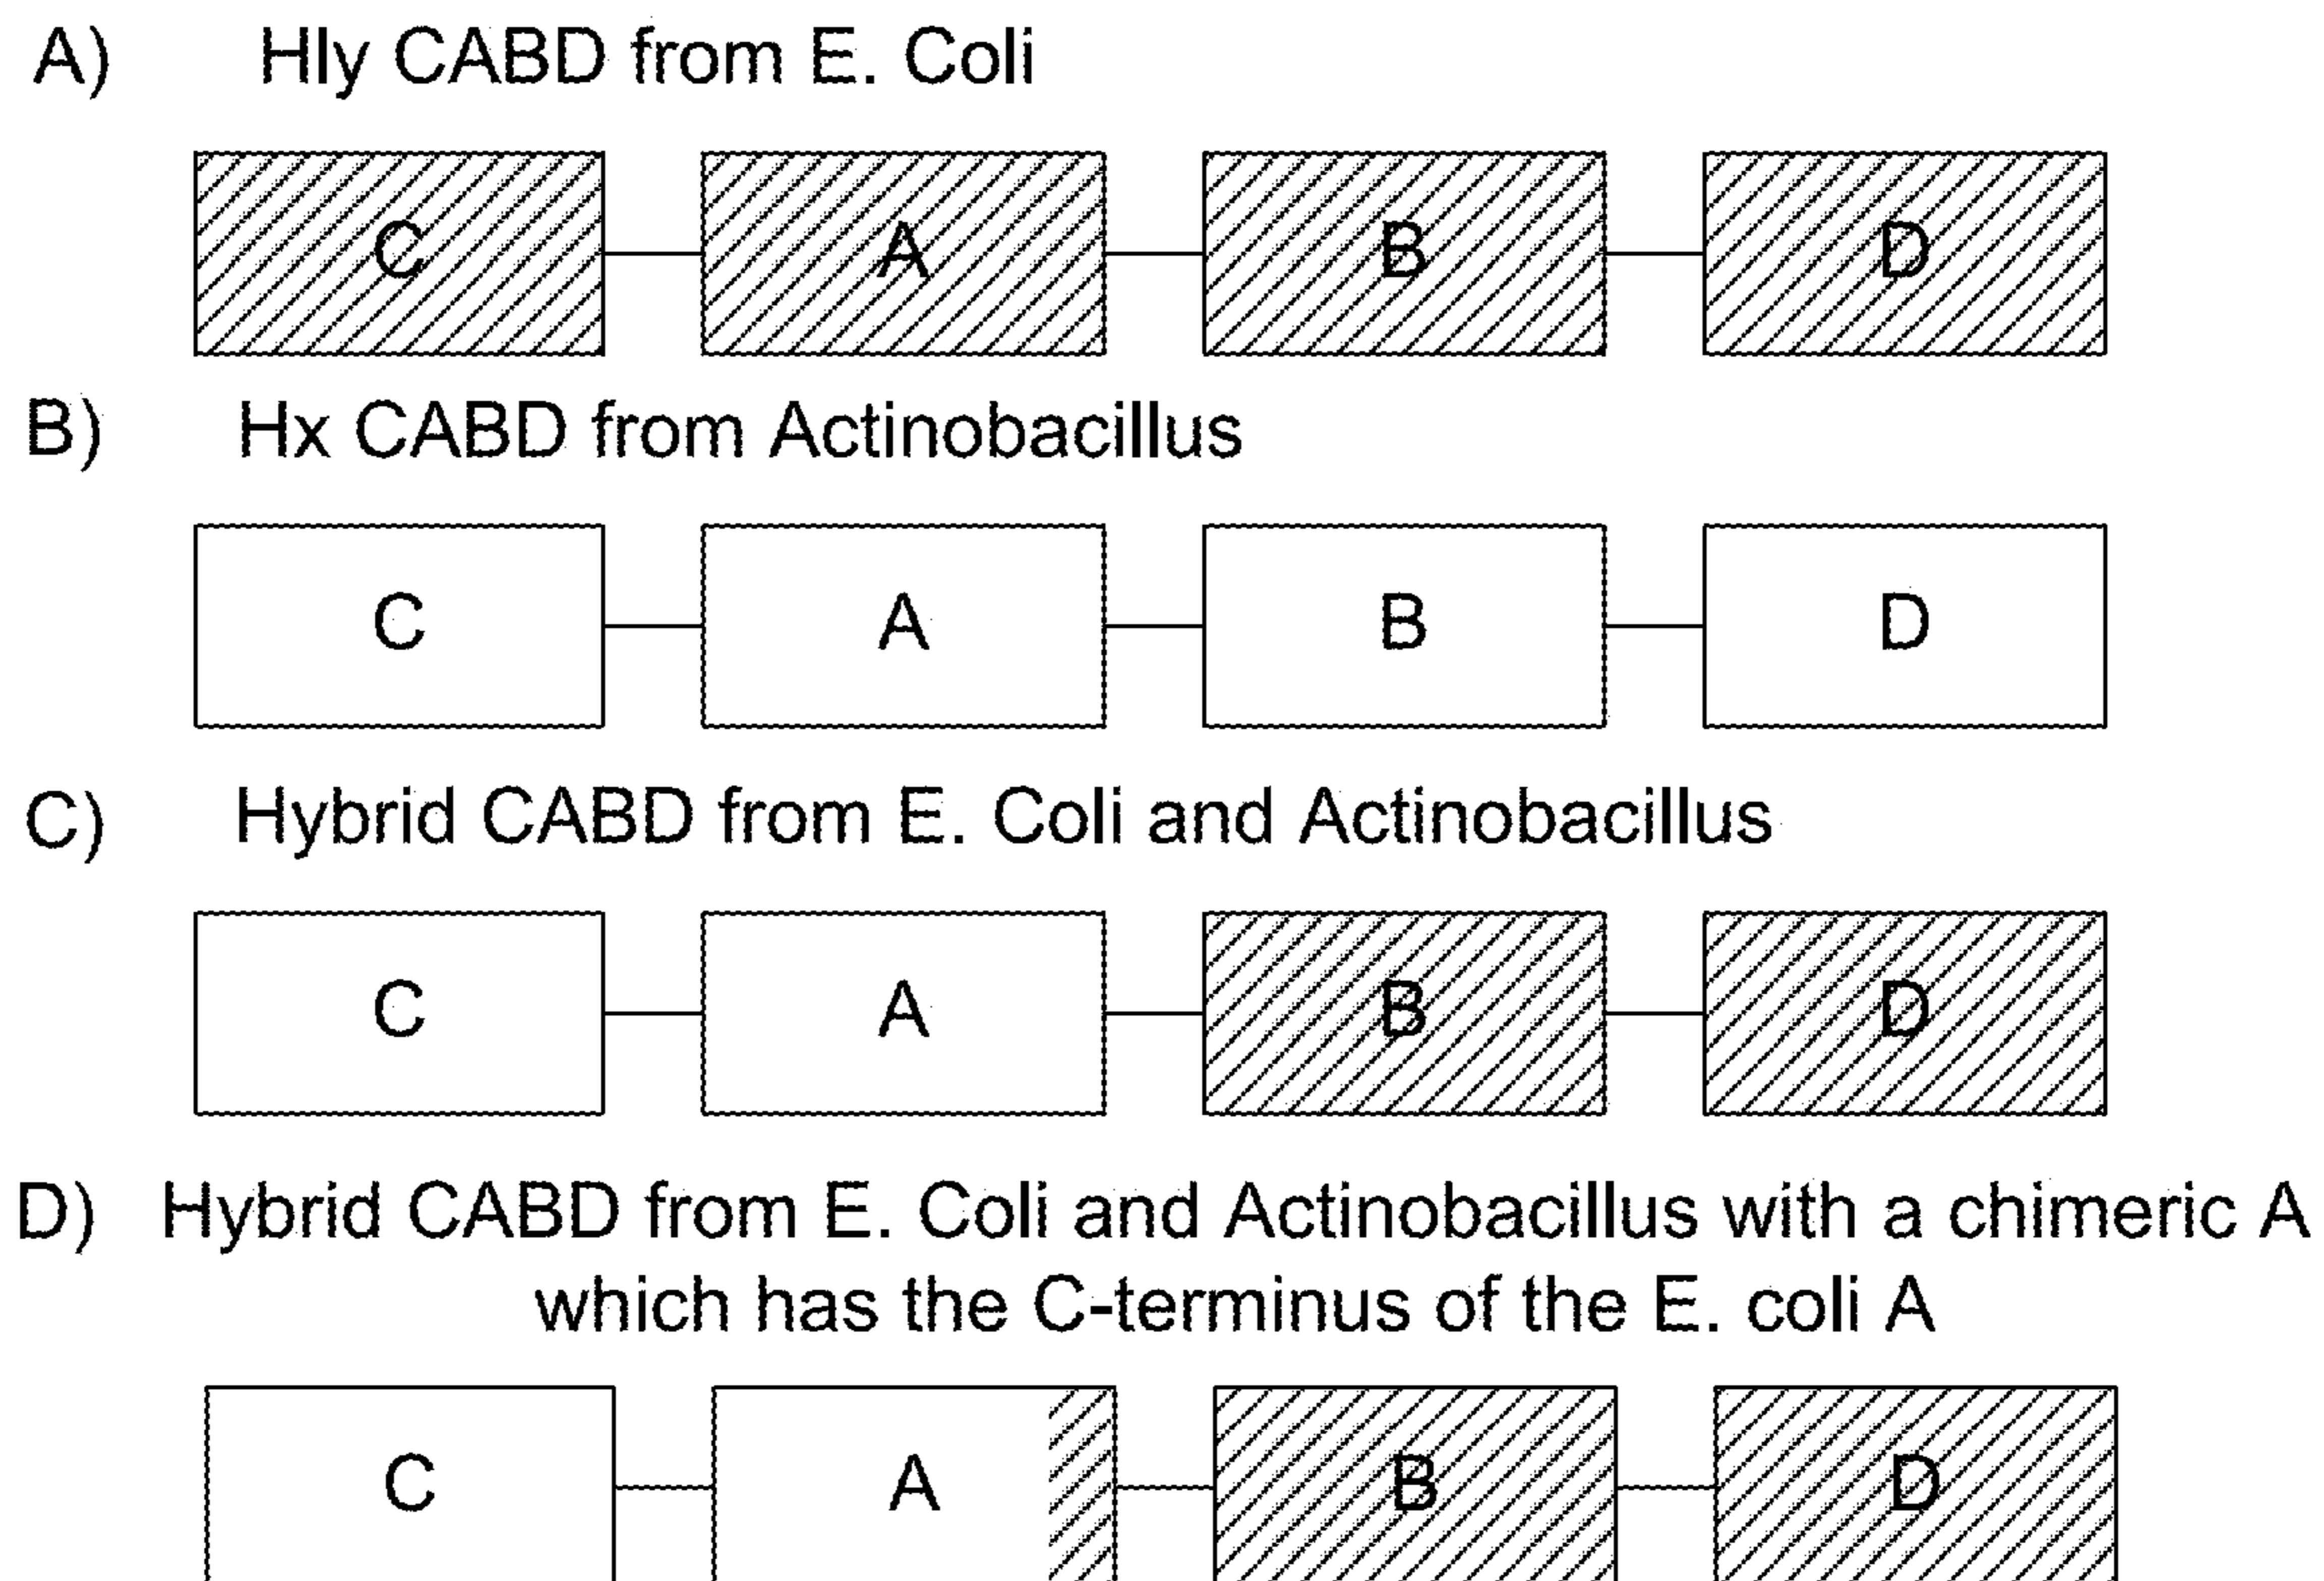 A) Hly CABD from E. Coli
C A B D
B) Hx CABD from Actinobacillus
C A B D
C) Hybrid CABD from E. Coli and Actinobacillus
C A B D
D) Hybrid CABD from E. Coli and Actinobacillus with a chimeric A
which has the C-terminus of the E. coli A
C A B D